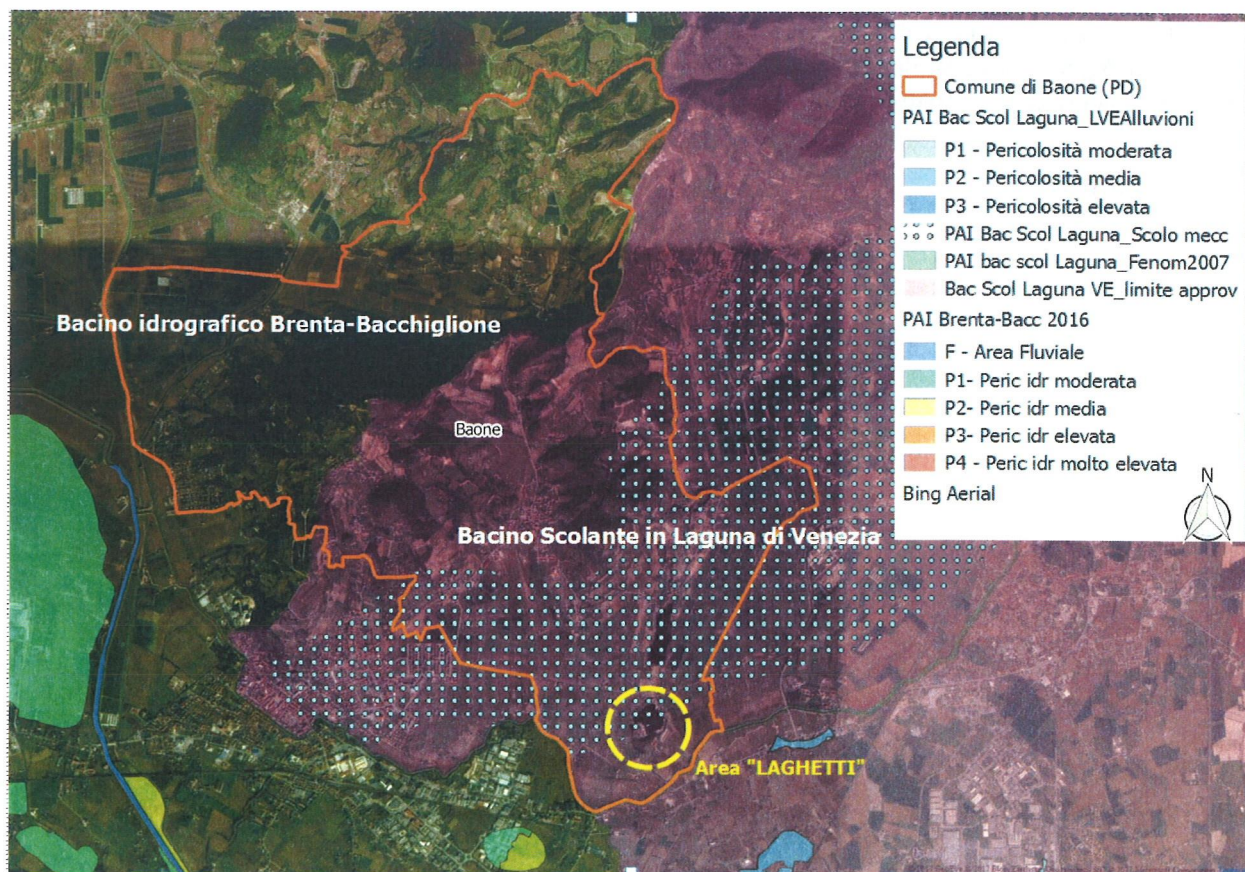 Legenda
Comune di Baone (PD)
PAI Bac Scol Laguna_LVEAlluvioni
P1 - Pericolosità moderata
P2 - Pericolosità media
P3 - Pericolosità elevata
PAI Bac Scol Laguna_Scolo mecc
PAI bac scol Laguna_Fenom2007
Bac Scol Laguna VE_limite approv
PAI Brenta-Bacc 2016
F - Area Fluviale
P1- Peric idr moderata
P2- Peric idr media
P3- Peric idr elevata
P4 - Peric idr molto elevata
Bing Aerial
N
Bacino idrografico Brenta-Bacchiglione
Baone
Bacino Scolante in Laguna di Venezia
Area "LAGHETTI"